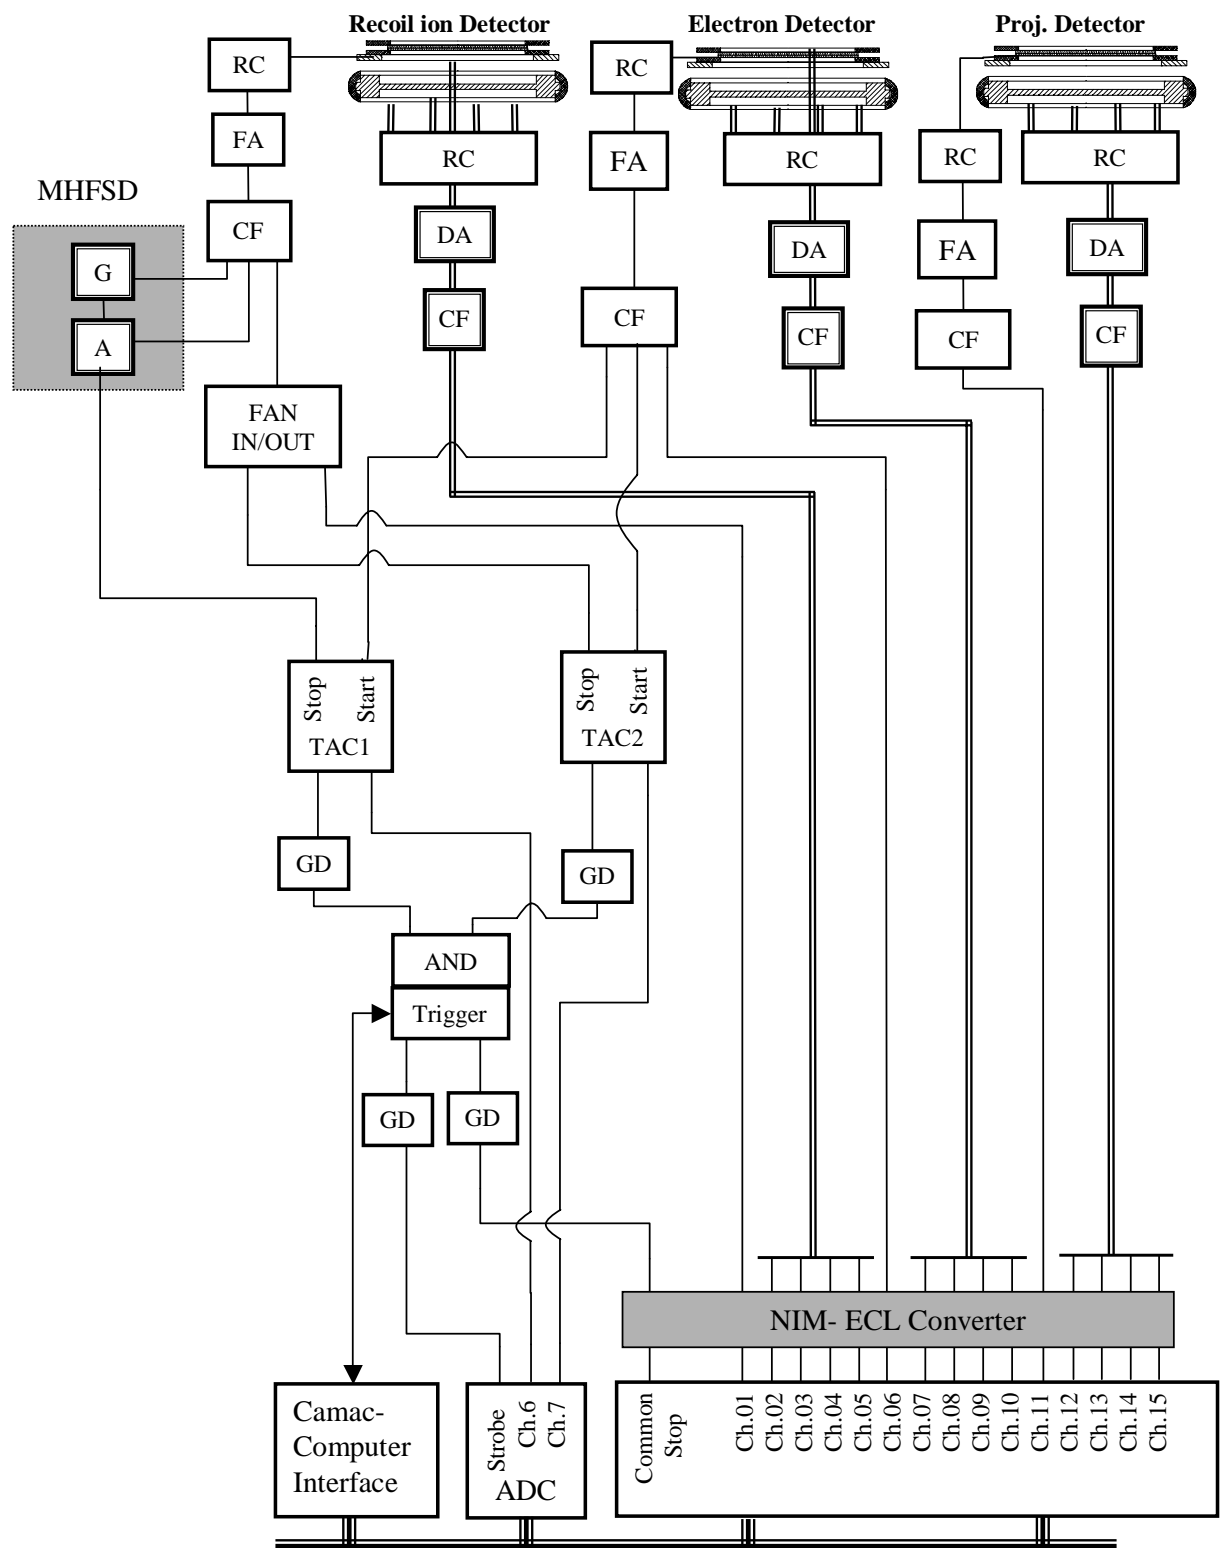 Recoil ion Detector
Electron Detector
Proj. Detector
RC
RC
FA
FA
RC
RC
RC
RC
MHFSD
CF
DA
DA
FA
DA
G
A
CF
CF
CF
CF
CF
FAN
IN/OUT
Stop
Start
TAC1
Stop
Start
TAC2
GD
GD
AND
Trigger
GD
GD
NIM- ECL Converter
Camac-
Computer
Interface
Strobe
Ch.6
Ch.7
ADC
Common
Stop
Ch.01
Ch.02
Ch.03
Ch.04
Ch.05
Ch.06
Ch.07
Ch.08
Ch.09
Ch.10
Ch.11
Ch.12
Ch.13
Ch.14
Ch.15